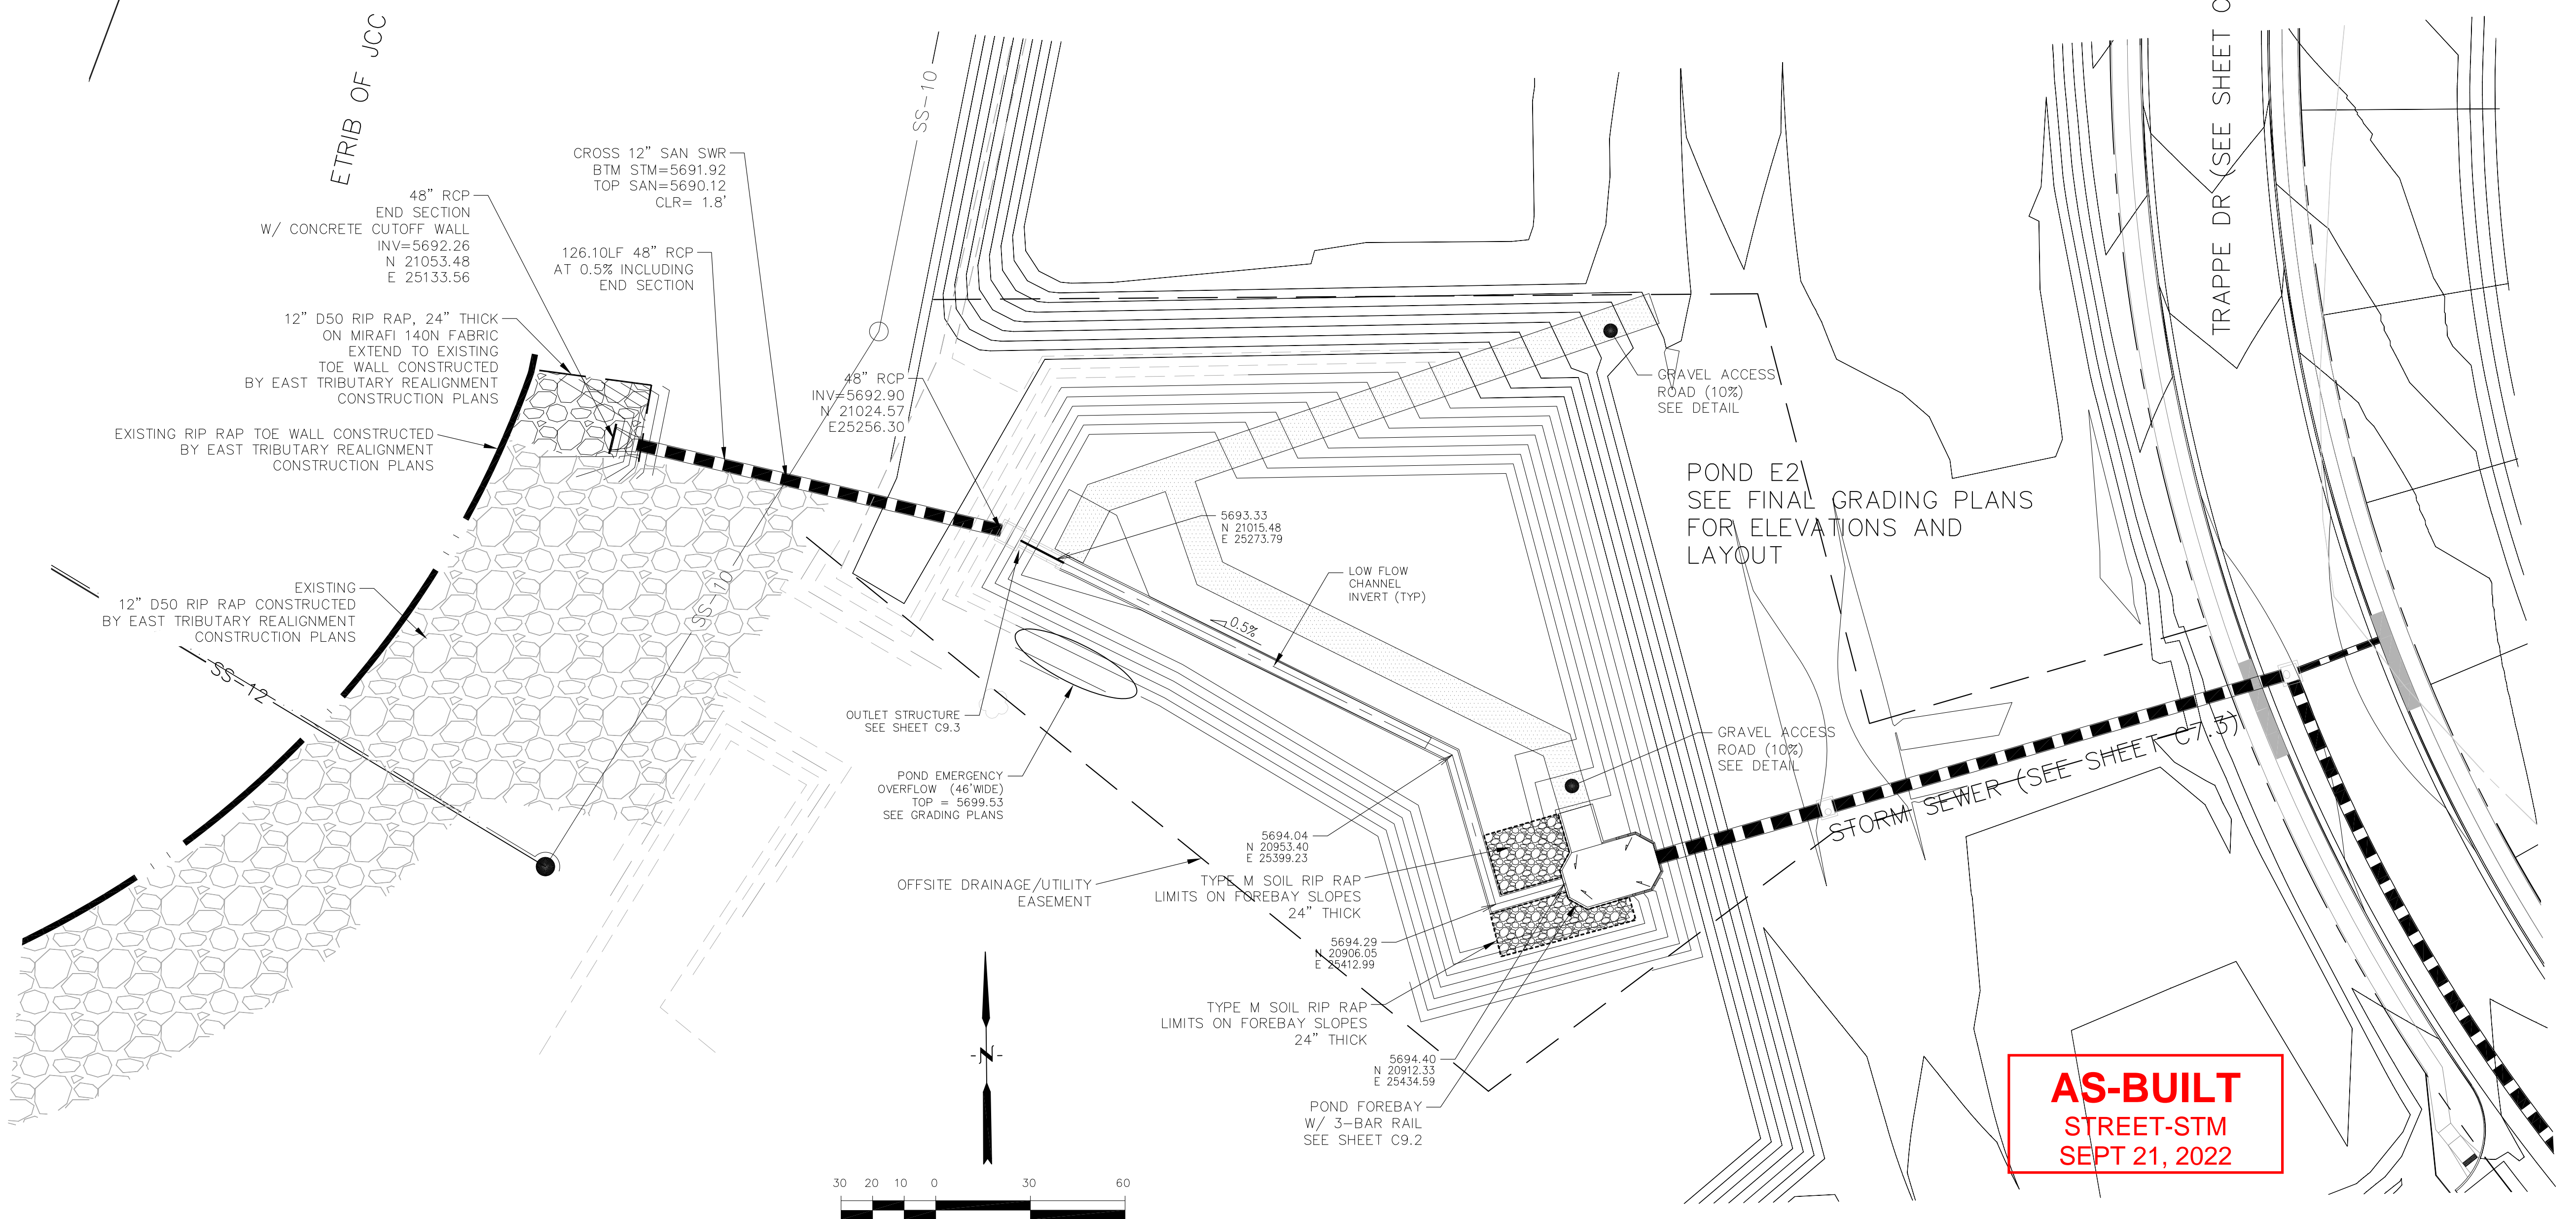 ETRIB OF JCC
CROSS 12" SAN SWR
BTM STM=5691.92
TOP SAN=5690.12
CLR= 1.8'
48" RCP
END SECTION
W/ CONCRETE CUTOFF WALL
INV=5692.26
N 21053.48
E 25133.56
126.10LF 48" RCP
AT 0.5% INCLUDING
END SECTION
12" D50 RIP RAP, 24" THICK
ON MIRAFI 140N FABRIC
EXTEND TO EXISTING
TOE WALL CONSTRUCTED
BY EAST TRIBUTARY REALIGNMENT
CONSTRUCTION PLANS
EXISTING RIP RAP TOE WALL CONSTRUCTED
BY EAST TRIBUTARY REALIGNMENT
CONSTRUCTION PLANS
EXISTING
12" D50 RIP RAP CONSTRUCTED
BY EAST TRIBUTARY REALIGNMENT
CONSTRUCTION PLANS
SS-12
SS-10
SS-10
48" RCP
INV=5692.90
N 21024.57
E25256.30
5693.33
N 21015.48
E 25273.79
LOW FLOW
CHANNEL
INVERT (TYP)
0.5%
GRAVEL ACCESS
ROAD (10%)
SEE DETAIL
POND E2
SEE FINAL GRADING PLANS
FOR ELEVATIONS AND
LAYOUT
TRAPPE DR (SEE SHEET C
OUTLET STRUCTURE
SEE SHEET C9.3
POND EMERGENCY
OVERFLOW (46'WIDE)
TOP = 5699.53
SEE GRADING PLANS
GRAVEL ACCESS
ROAD (10%)
SEE DETAIL
STORM SEWER (SEE SHEET C7.3)
5694.04
N 20953.40
E 25399.23
OFFSITE DRAINAGE/UTILITY
EASEMENT
TYPE M SOIL RIP RAP
LIMITS ON FOREBAY SLOPES
24" THICK
5694.29
N 20906.05
E 25412.99
TYPE M SOIL RIP RAP
LIMITS ON FOREBAY SLOPES
24" THICK
5694.40
N 20912.33
E 25434.59
POND FOREBAY
W/ 3-BAR RAIL
SEE SHEET C9.2
N
30 20 10 0 30 60
AS-BUILT
STREET-STM
SEPT 21, 2022